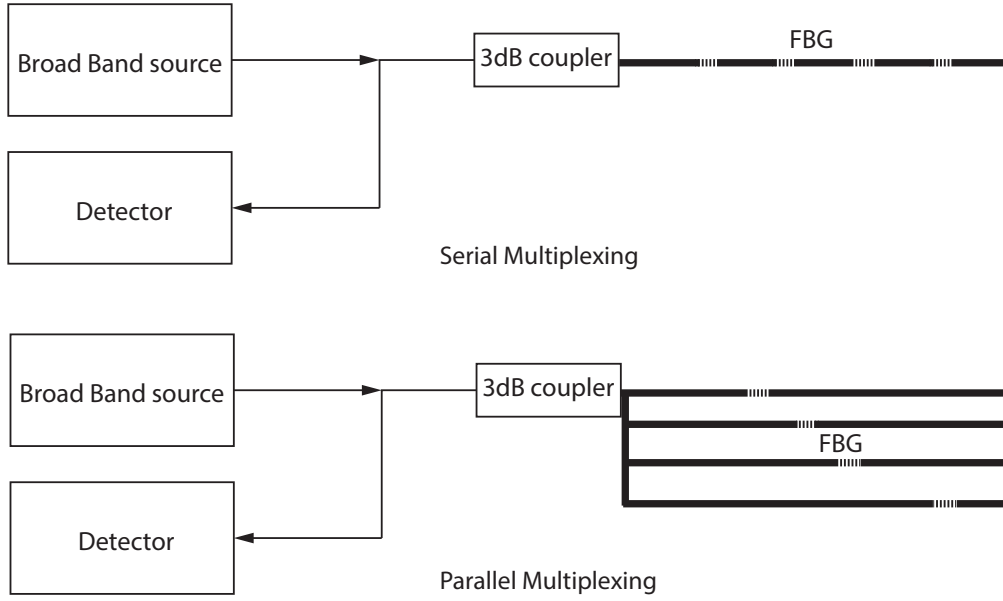 Broad Band source
3dB coupler
FBG
Detector
Serial Multiplexing
Broad Band source
3dB coupler
FBG
Detector
Parallel Multiplexing